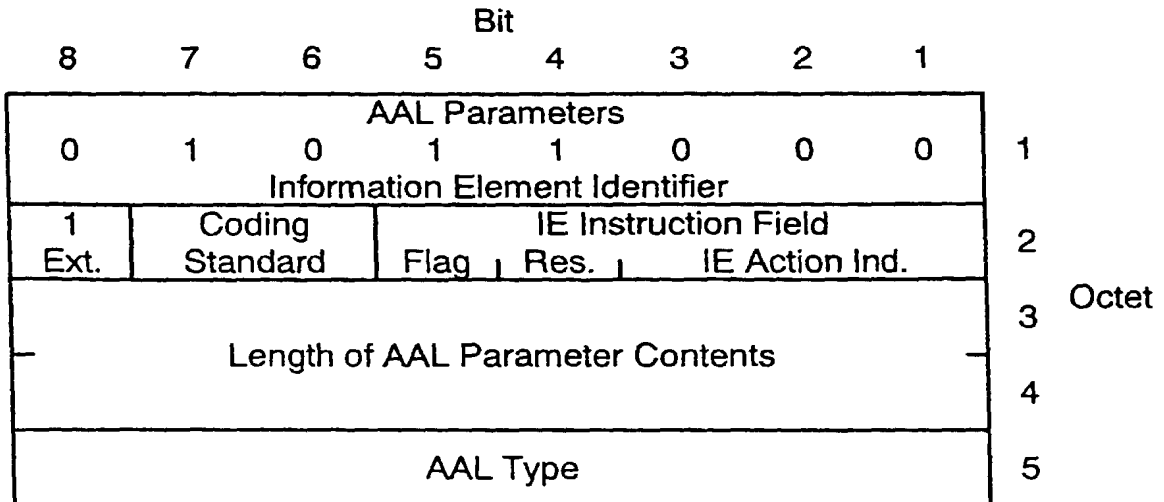 Bit
8 7 6 5 4 3 2 1
AAL Parameters
0 1 0 1 1 0 0 0 1
Information Element Identifier
1 Coding IE Instruction Field 2
Ext. Standard Flag Res. IE Action Ind.
Octet
3
Length of AAL Parameter Contents
4
AAL Type 5